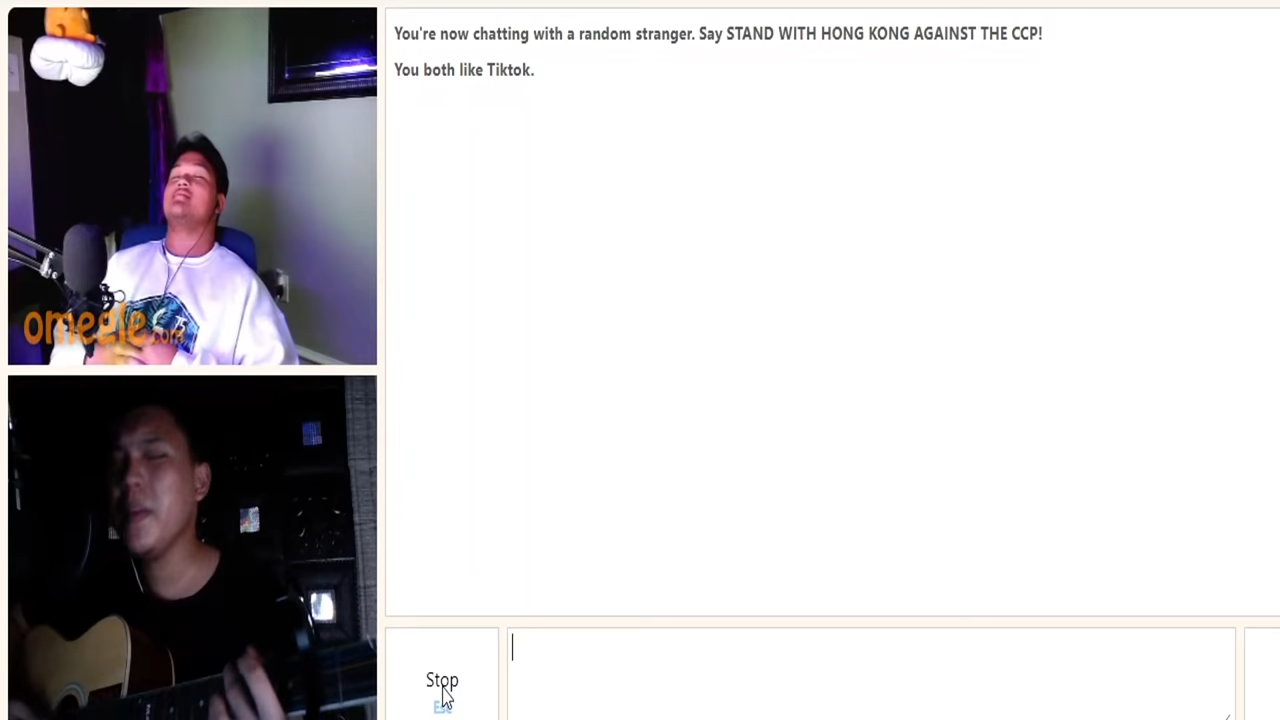 You're now chatting with a random stranger. Say STAND WITH HONG KONG AGAINST THE CCP!
You both like Tiktok.
omegle.com
Stop
Esc